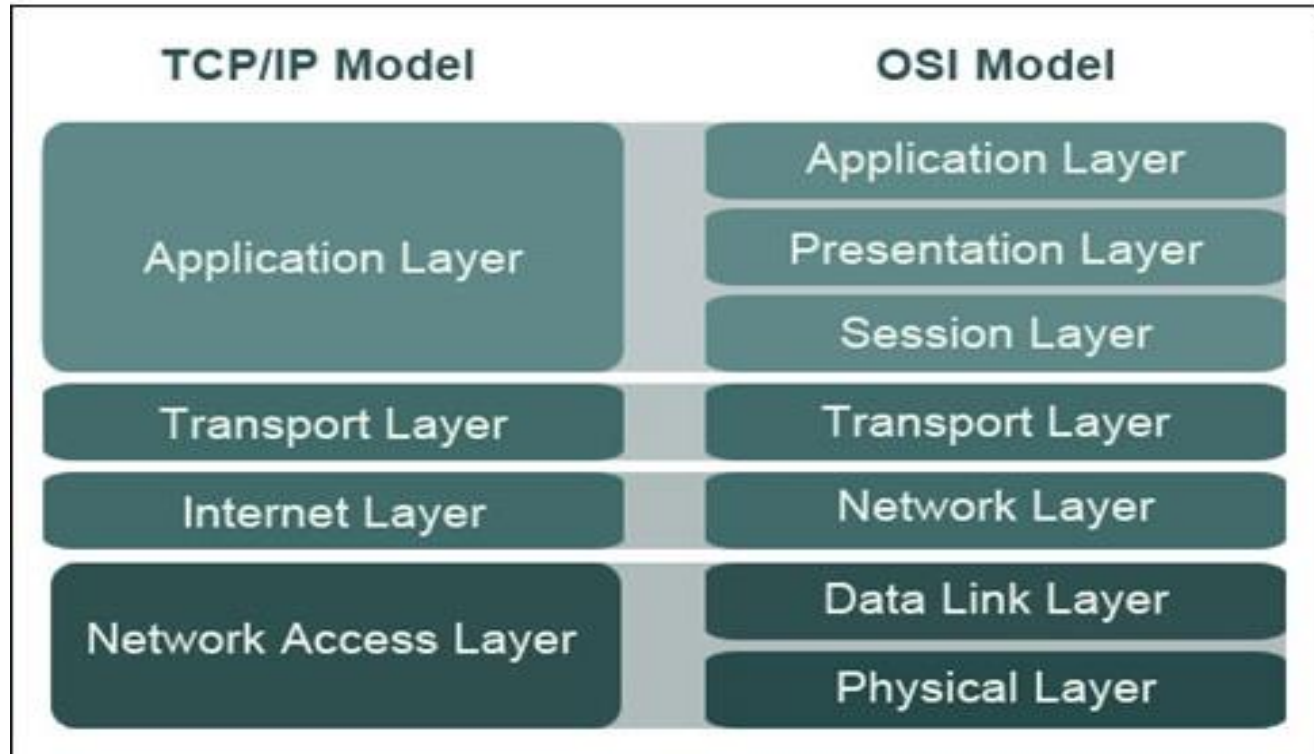 TCP/IP Model
Application Layer
Transport Layer
Internet Layer
Network Access Layer
OSI Model
Application Layer
Presentation Layer
Session Layer
Transport Layer
Network Layer
Data Link Layer
Physical Layer